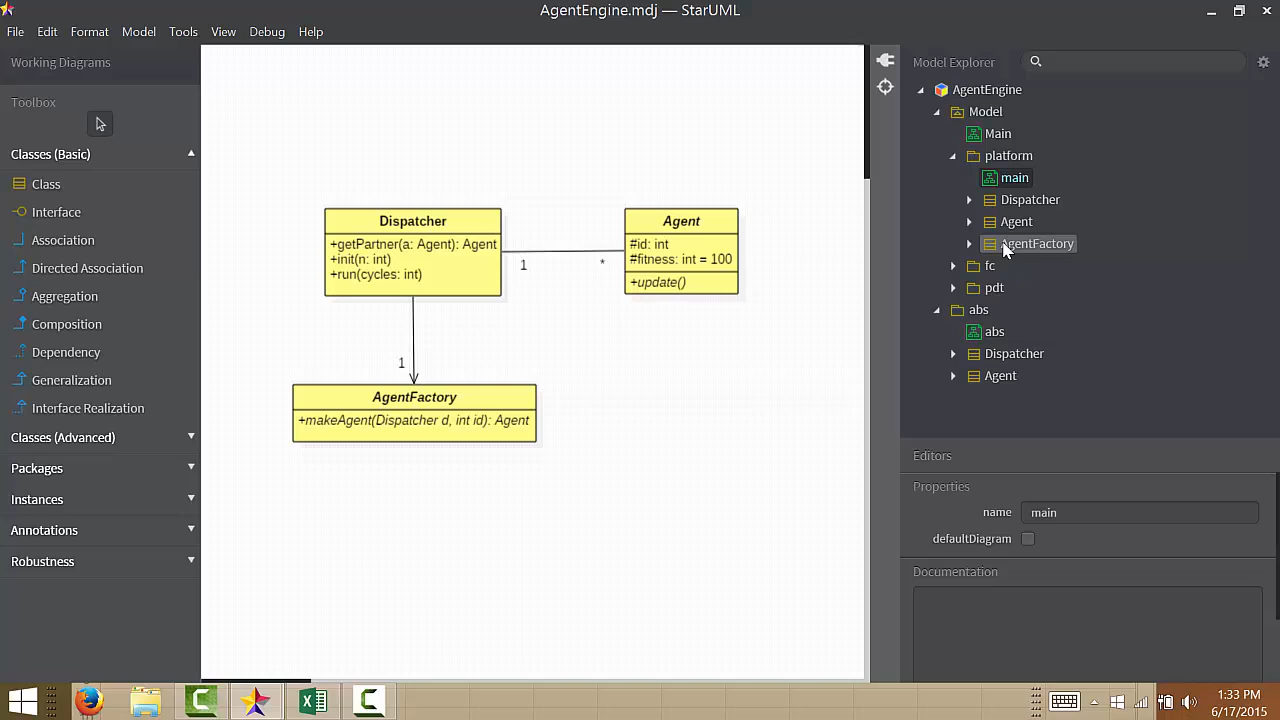 AgentEngine.mdj — StarUML
File Edit Format Model Tools View Debug Help
Working Diagrams
Toolbox
Classes (Basic)
Class
Interface
Association
Directed Association
Aggregation
Composition
Dependency
Generalization
Interface Realization
Classes (Advanced)
Packages
Instances
Annotations
Robustness
Dispatcher
+getPartner(a: Agent): Agent
+init(n: int)
+run(cycles: int)
1
*
Agent
#id: int
#fitness: int = 100
+update()
1
AgentFactory
+makeAgent(Dispatcher d, int id): Agent
Model Explorer
AgentEngine
Model
Main
platform
main
Dispatcher
Agent
AgentFactory
fc
pdt
abs
abs
Dispatcher
Agent
Editors
Properties
name main
defaultDiagram
Documentation
1:33 PM
6/17/2015